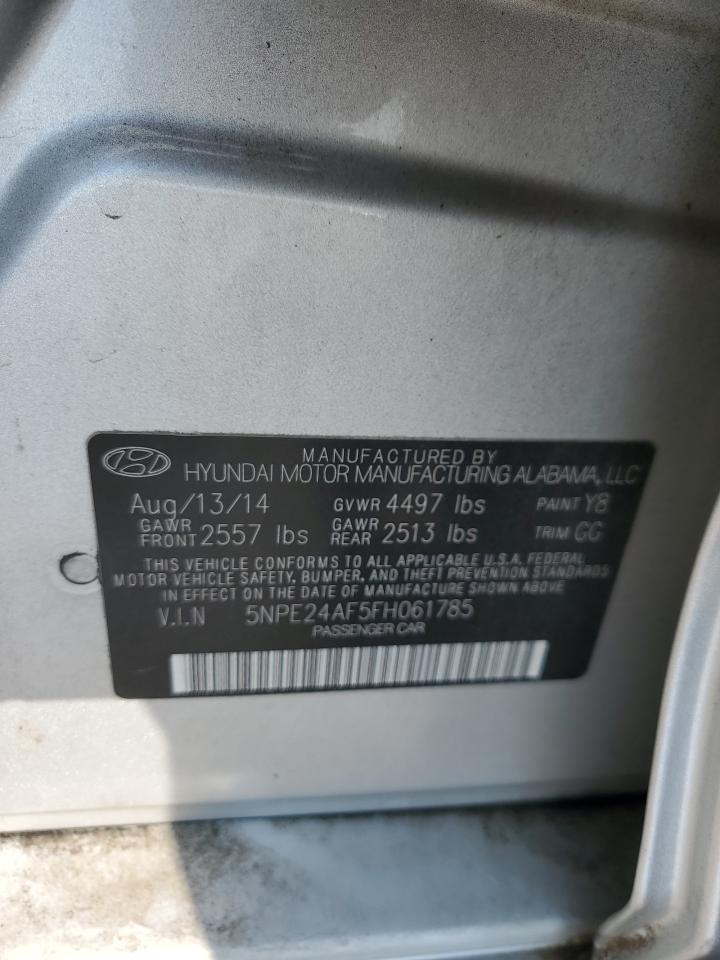 MANUFACTURED BY
HYUNDAI MOTOR MANUFACTURING ALABAMA, LLC
Aug/13/14 GVWR 4497 lbs PAINT Y8
GAWR FRONT 2557 lbs GAWR REAR 2513 lbs TRIM GG
THIS VEHICLE CONFORMS TO ALL APPLICABLE U.S.A. FEDERAL
MOTOR VEHICLE SAFETY, BUMPER, AND THEFT PREVENTION STANDARDS
IN EFFECT ON THE DATE OF MANUFACTURE SHOWN ABOVE
V.I.N 5NPE24AF5FH061785
PASSENGER CAR